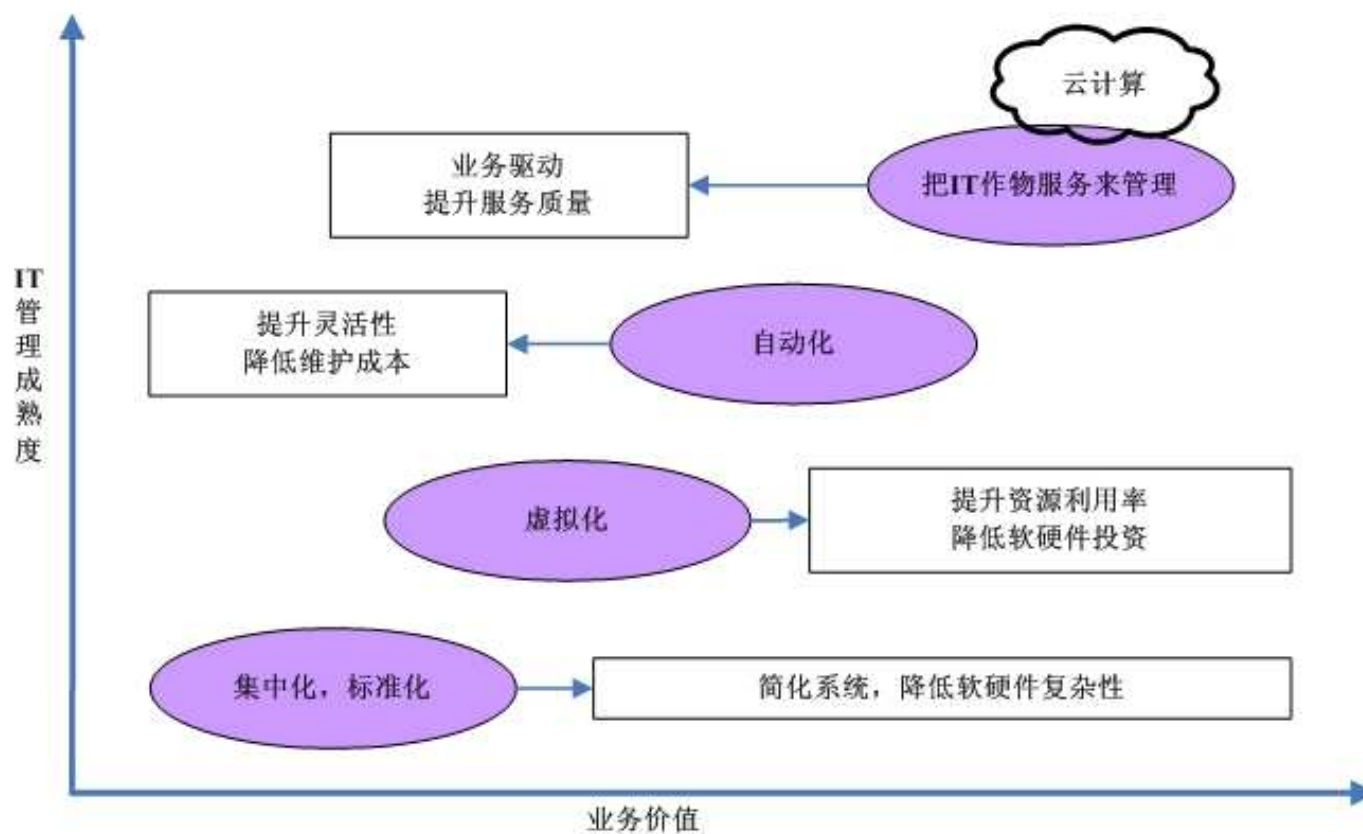 云计算
业务驱动
提升服务质量
把IT作物服务来管理
IT
管
理
成
熟
度
提升灵活性
降低维护成本
自动化
虚拟化
提升资源利用率
降低软硬件投资
集中化，标准化
简化系统，降低软硬件复杂性
业务价值